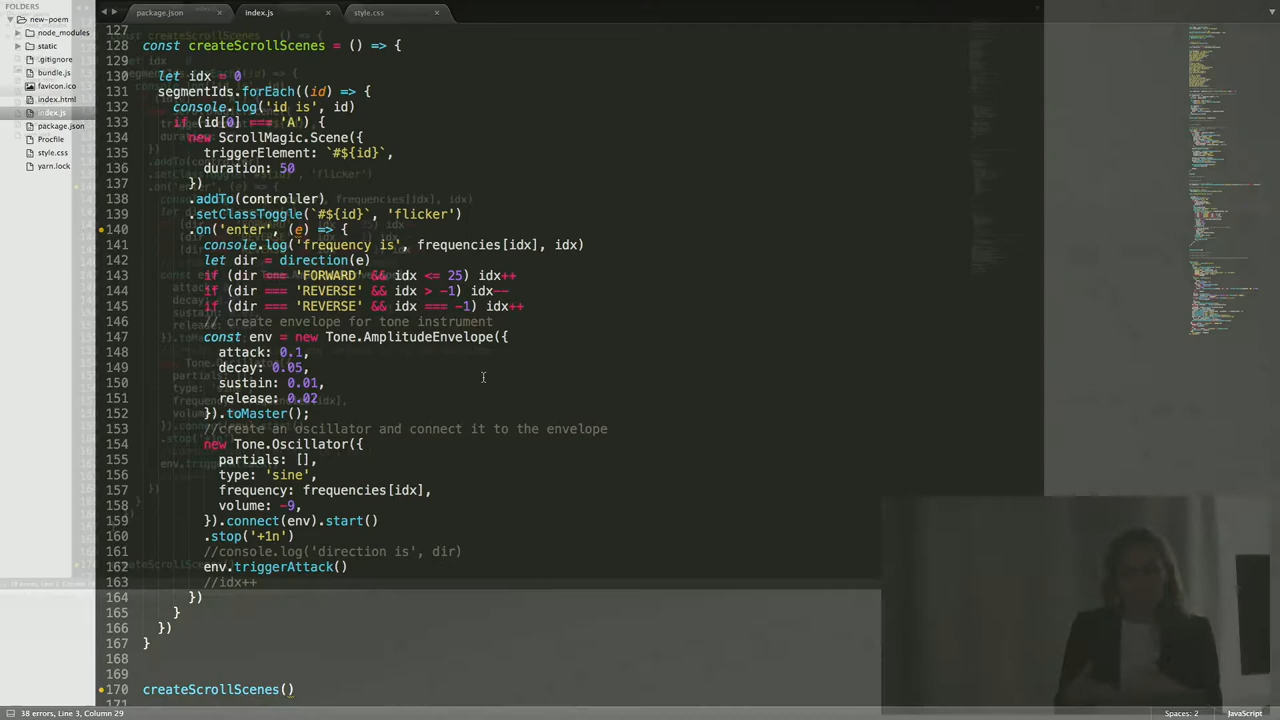 FOLDERS
new-poem
node_modules
static
.gitignore
bundle.js
favicon.ico
index.html
index.js
package.json
Procfile
style.css
yarn.lock
package.json
index.js
style.css
127
128 const createScrollScenes = () => {
129
130 let idx = 0
131 segmentIds.forEach((id) => {
132 console.log('id is', id)
133 if (id[0] === 'A') {
134 new ScrollMagic.Scene({
135 triggerElement: `#${id}`,
136 duration: 50
137 })
138 .addTo(controller)
139 .setClassToggle(`#${id}`, 'flicker')
140 .on('enter', (e) => {
141 console.log('frequency is', frequencies[idx], idx)
142 let dir = direction(e)
143 if (dir === 'FORWARD' && idx <= 25) idx++
144 if (dir === 'REVERSE' && idx > -1) idx--
145 if (dir === 'REVERSE' && idx === -1) idx++
146 // create envelope for tone instrument
147 const env = new Tone.AmplitudeEnvelope({
148 attack: 0.1,
149 decay: 0.05,
150 sustain: 0.01,
151 release: 0.02
152 }).toMaster();
153 //create an oscillator and connect it to the envelope
154 new Tone.Oscillator({
155 partials: [],
156 type: 'sine',
157 frequency: frequencies[idx],
158 volume: -9,
159 }).connect(env).start()
160 .stop('+1n')
161 //console.log('direction is', dir)
162 env.triggerAttack()
163 //idx++
164 })
165 }
166 })
167 }
168
169
170 createScrollScenes()
171
38 errors, Line 3, Column 29
Spaces: 2
JavaScript